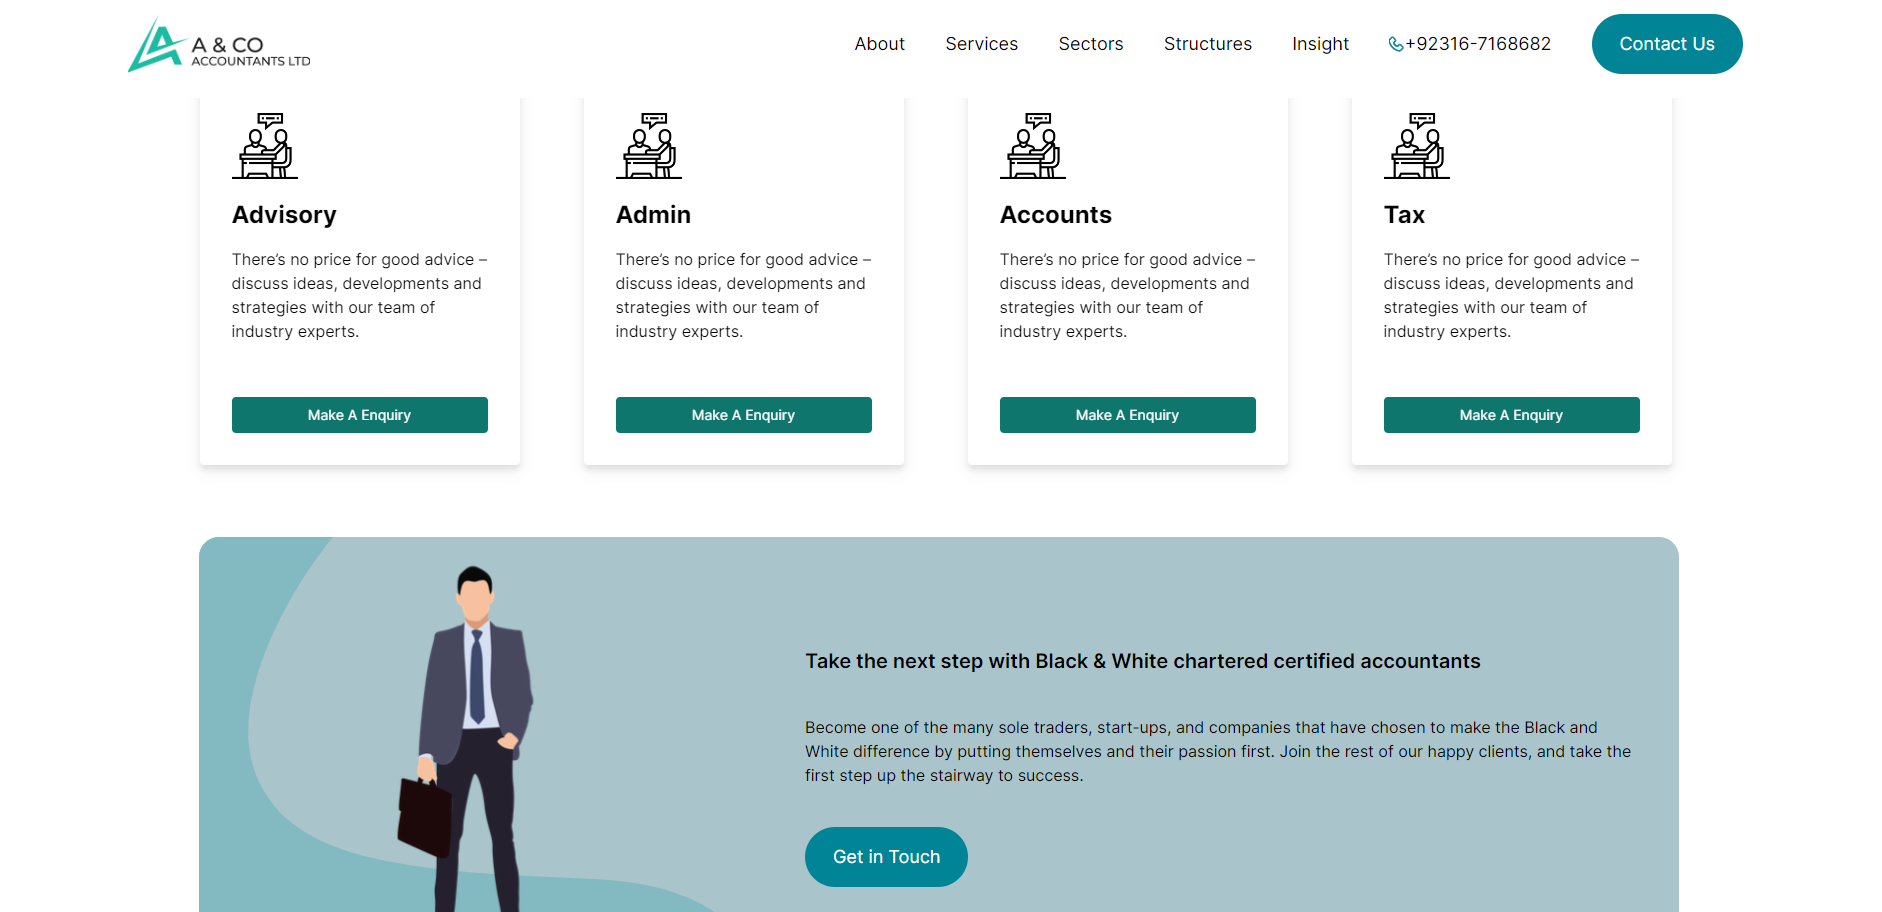 A & CO
ACCOUNTANTS LTD
About
Services
Sectors
Structures
Insight
+92316-7168682
Contact Us
Advisory
There’s no price for good advice –
discuss ideas, developments and
strategies with our team of
industry experts.
Make A Enquiry
Admin
There’s no price for good advice –
discuss ideas, developments and
strategies with our team of
industry experts.
Make A Enquiry
Accounts
There’s no price for good advice –
discuss ideas, developments and
strategies with our team of
industry experts.
Make A Enquiry
Tax
There’s no price for good advice –
discuss ideas, developments and
strategies with our team of
industry experts.
Make A Enquiry
Take the next step with Black & White chartered certified accountants
Become one of the many sole traders, start-ups, and companies that have chosen to make the Black and
White difference by putting themselves and their passion first. Join the rest of our happy clients, and take the
first step up the stairway to success.
Get in Touch